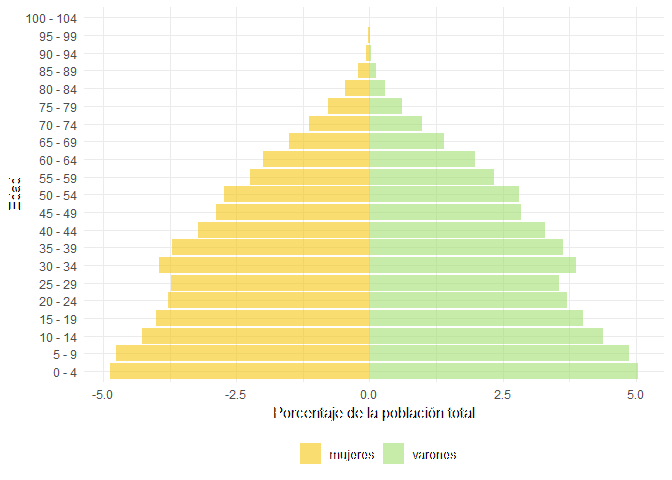 100 - 104
95 - 99
90 - 94
85 - 89
80 - 84
75 - 79
70 - 74
65 - 69
60 - 64
55 - 59
50 - 54
45 - 49
40 - 44
35 - 39
30 - 34
25 - 29
20 - 24
15 - 19
10 - 14
5 - 9
0 - 4
Edad
-5.0 -2.5 0.0 2.5 5.0
Porcentaje de la población total
mujeres varones